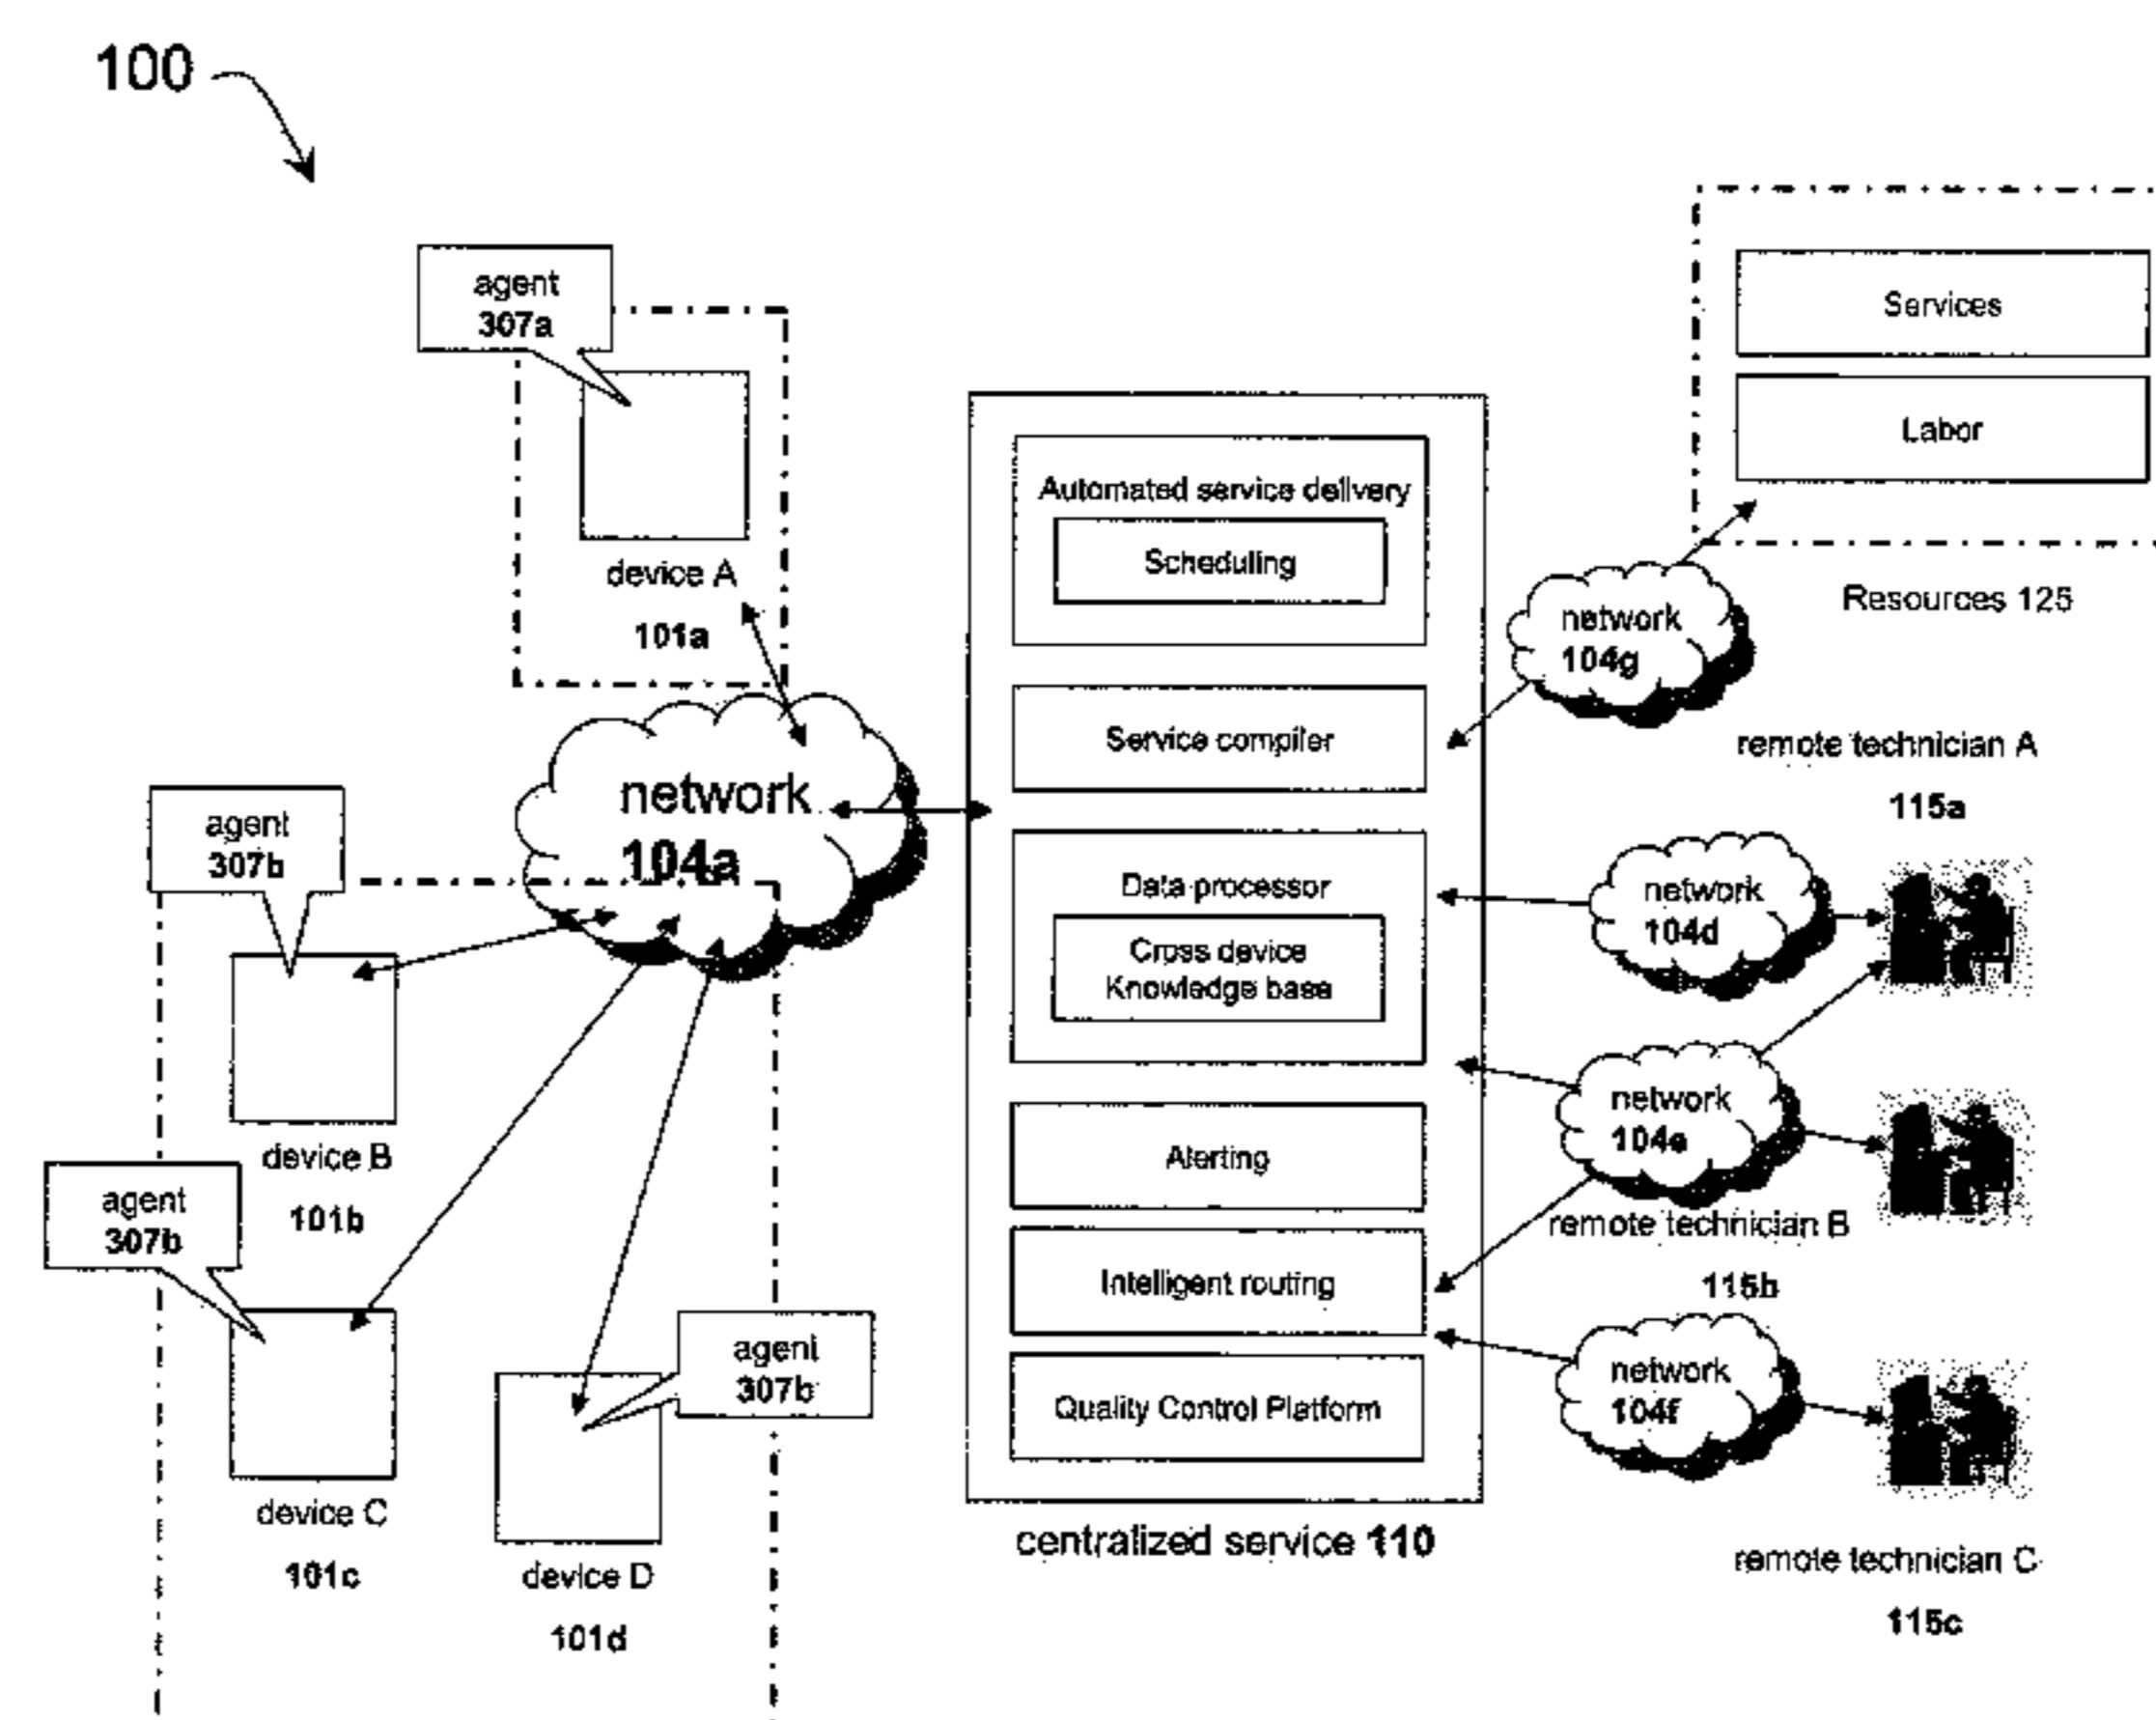 100
agent
307a
device A
101a
network
104a
agent
307b
device B
101b
agent
307b
device C
101c
agent
307b
device D
101d
Automated service delivery
Scheduling
Service compiler
Data processor
Cross device
Knowledge base
Alerting
Intelligent routing
Quality Control Platform
centralized service 110
Services
Labor
Resources 125
network
104g
remote technician A
115a
network
104d
network
104e
remote technician B
115b
network
104f
remote technician C
115c